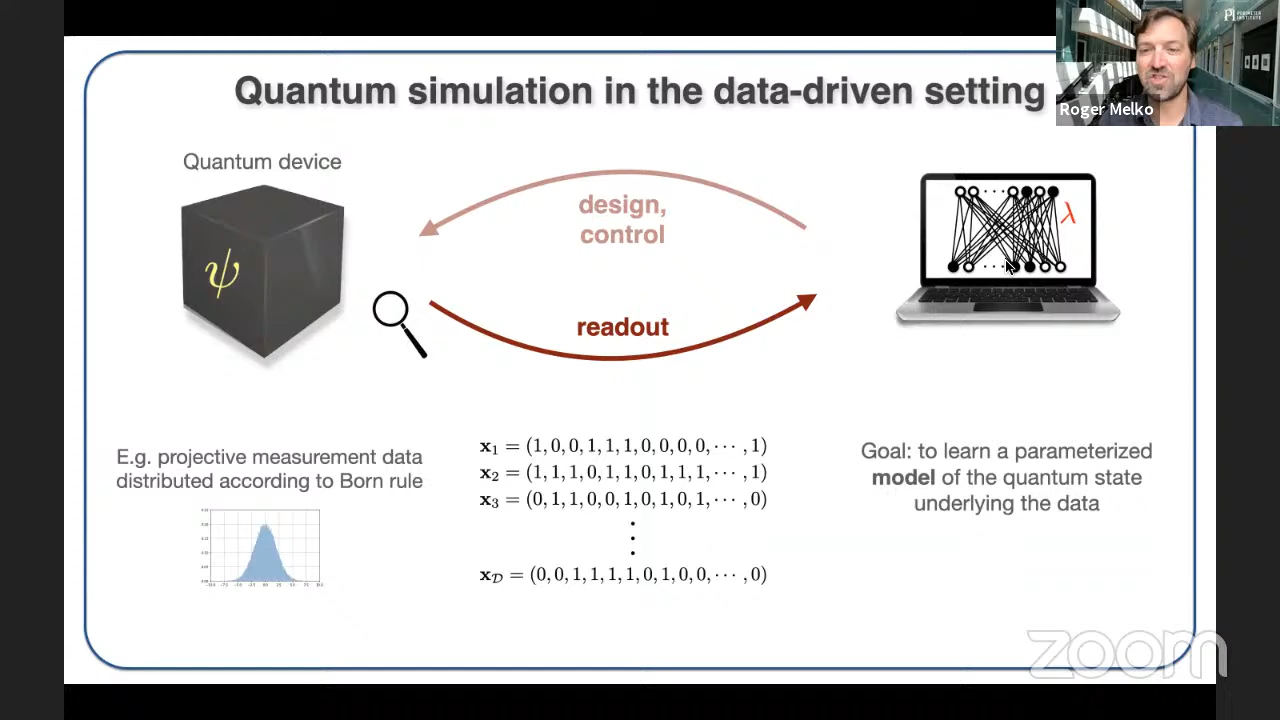 PI PERIMETER INSTITUTE
Roger Melko
Quantum simulation in the data-driven setting
Quantum device
ψ
design,
control
readout
λ
E.g. projective measurement data
distributed according to Born rule
x₁ = (1, 0, 0, 1, 1, 1, 0, 0, 0, 0, ⋯ , 1)
x₂ = (1, 1, 1, 0, 1, 1, 0, 1, 1, 1, ⋯ , 1)
x₃ = (0, 1, 1, 0, 0, 1, 0, 1, 0, 1, ⋯ , 0)
x_𝒟 = (0, 0, 1, 1, 1, 1, 0, 1, 0, 0, ⋯ , 0)
Goal: to learn a parameterized
model of the quantum state
underlying the data
zoom